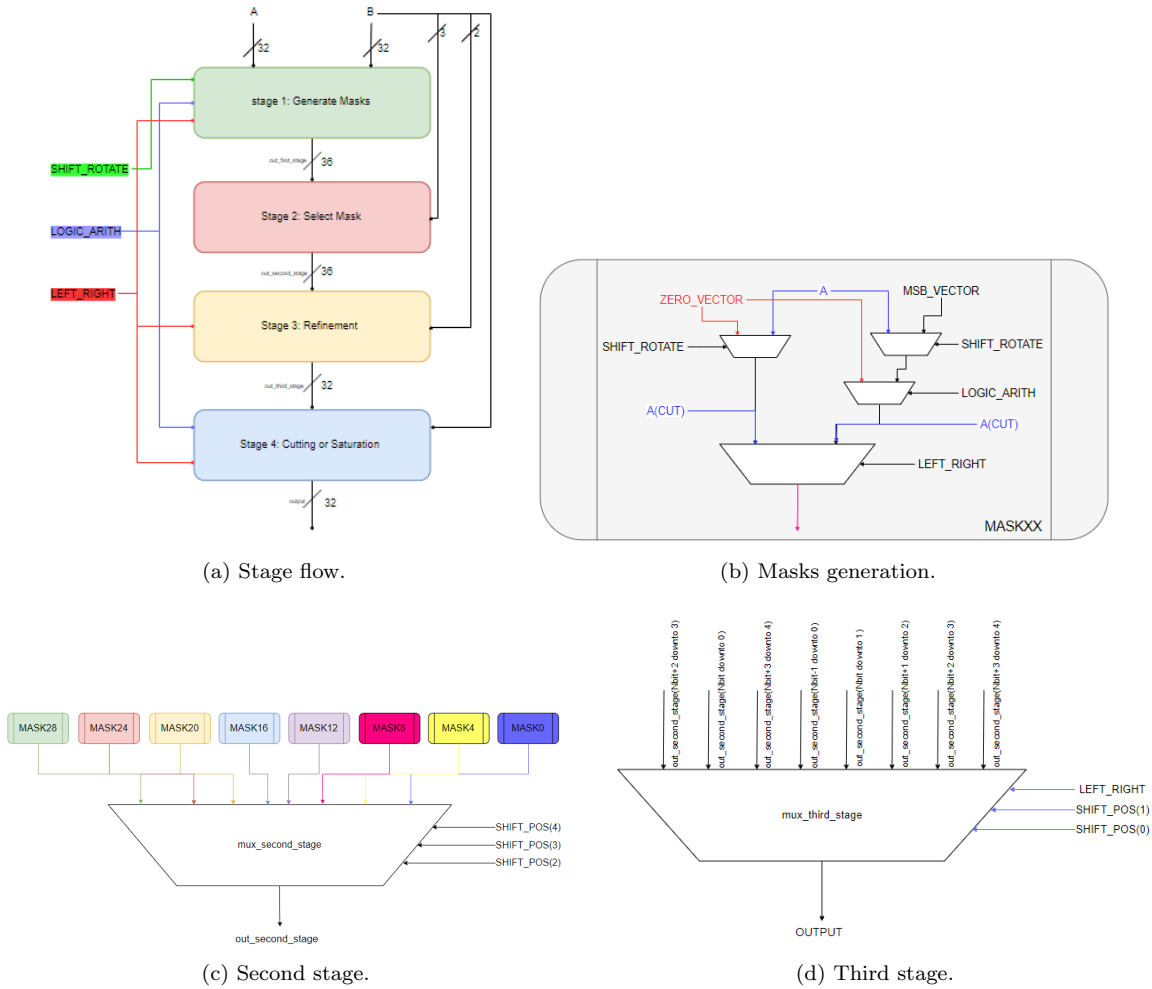 A
B
32
32
3
2
stage 1: Generate Masks
SHIFT_ROTATE
out_first_stage
36
Stage 2: Select Mask
LOGIC_ARITH
out_second_stage
36
LEFT_RIGHT
Stage 3: Refinement
out_third_stage
32
Stage 4: Cutting or Saturation
output
32
(a) Stage flow.
ZERO_VECTOR
A
MSB_VECTOR
SHIFT_ROTATE
SHIFT_ROTATE
LOGIC_ARITH
A(CUT)
A(CUT)
LEFT_RIGHT
MASKXX
(b) Masks generation.
MASK28
MASK24
MASK20
MASK16
MASK12
MASK8
MASK4
MASK0
mux_second_stage
SHIFT_POS(4)
SHIFT_POS(3)
SHIFT_POS(2)
out_second_stage
(c) Second stage.
out_second_stage(Nbit+2 downto 3)
out_second_stage(Nbit downto 0)
out_second_stage(Nbit+3 downto 4)
out_second_stage(Nbit-1 downto 0)
out_second_stage(Nbit downto 1)
out_second_stage(Nbit+1 downto 2)
out_second_stage(Nbit+2 downto 3)
out_second_stage(Nbit+3 downto 4)
mux_third_stage
LEFT_RIGHT
SHIFT_POS(1)
SHIFT_POS(0)
OUTPUT
(d) Third stage.